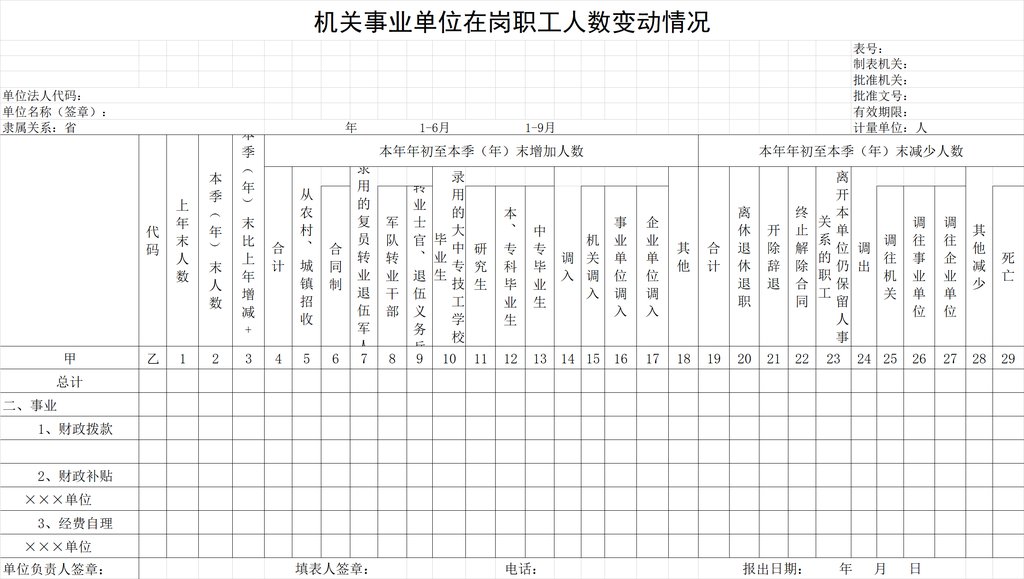 机关事业单位在岗职工人数变动情况
表号:
制表机关:
批准机关:
单位法人代码: 批准文号:
单位名称（签章）: 有效期限:
隶属关系：省 年 1-6月 1-9月 计量单位: 人
本年年初至本季（年）末增加人数 本年年初至本季（年）末减少人数
代码
上年末人数
本季（年）末人数
本季（年）末比上年增减+
合计
从农村、城镇招收
合同制
录用的复员转业退伍军人
军队转业干部
转业士官、退伍义务兵
录用的大中专技工学校毕业生
研究生
本、专科毕业生
中专毕业生
调入
机关调入
事业单位调入
企业单位调入
其他
合计
离休退休退职
开除辞退
终止解除合同
离开本单位仍保留人事关系的职工
调出
调往机关
调往事业单位
调往企业单位
其他减少
死亡
甲 乙 1 2 3 4 5 6 7 8 9 10 11 12 13 14 15 16 17 18 19 20 21 22 23 24 25 26 27 28 29
总计
二、事业
1、财政拨款
2、财政补贴
×××单位
3、经费自理
×××单位
单位负责人签章: 填表人签章: 电话: 报出日期: 年 月 日